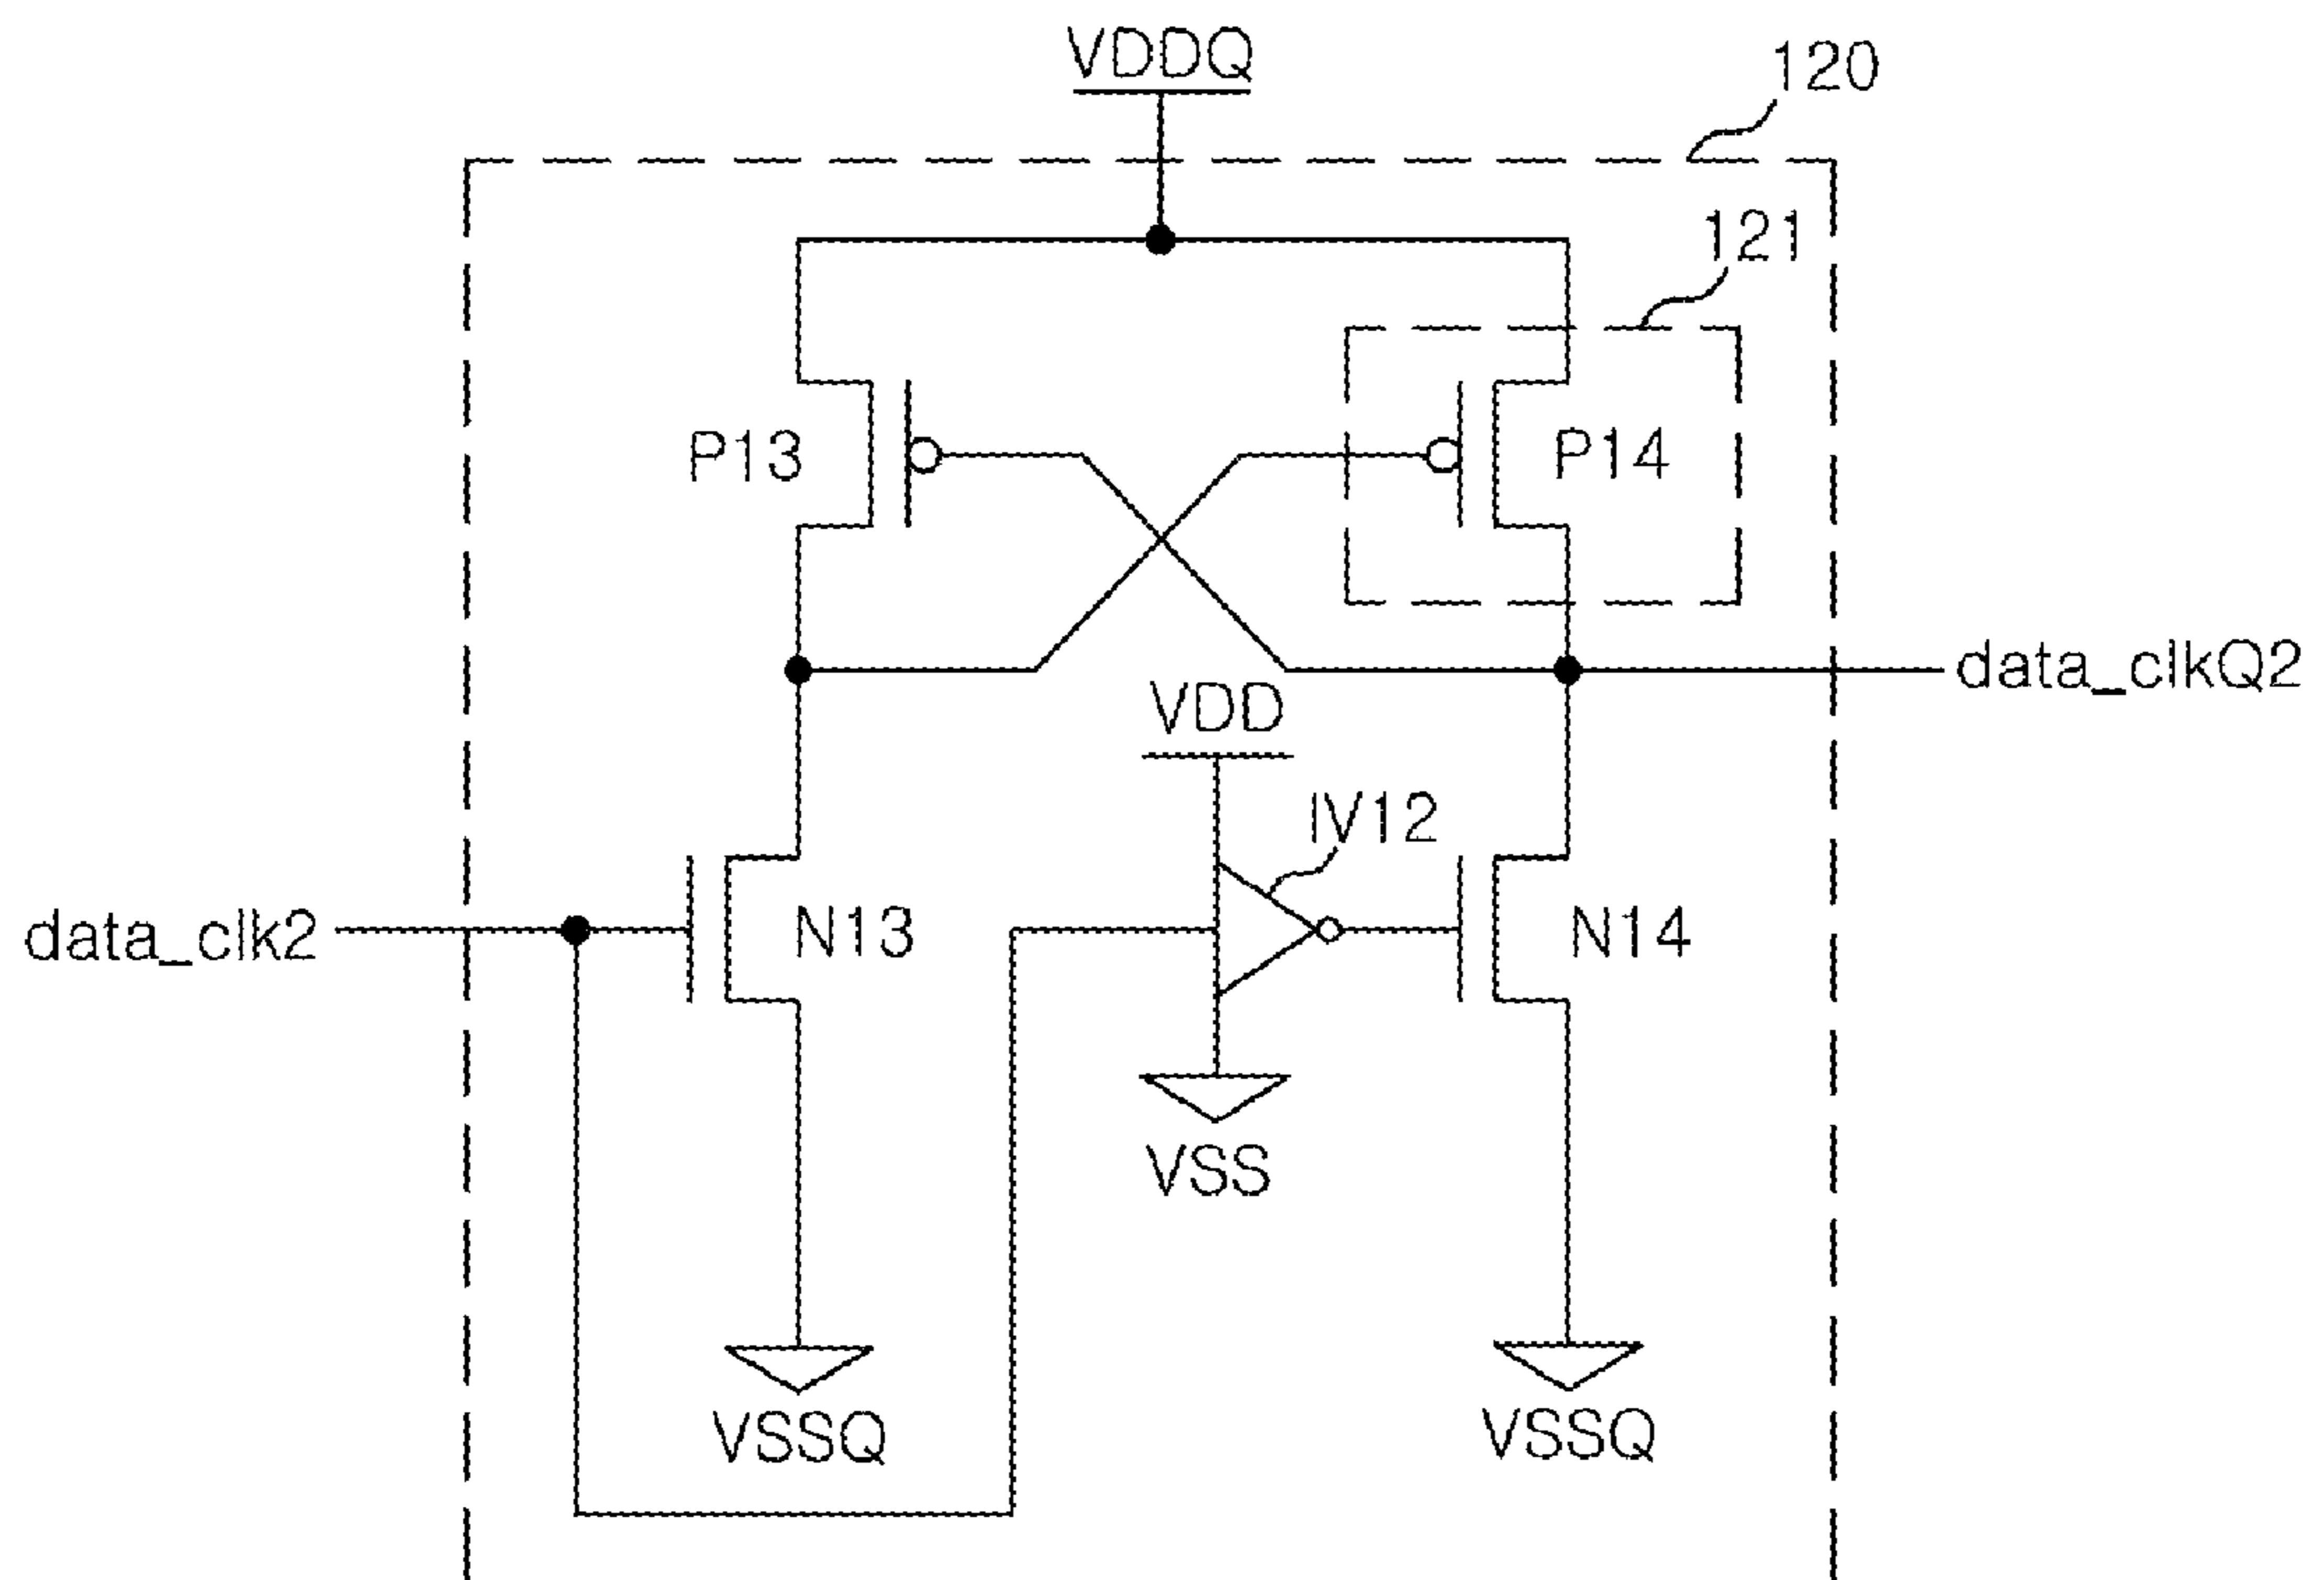 VDDQ
120
121
P13
P14
data_clkQ2
VDD
IV12
data_clk2
N13
N14
VSS
VSSQ
VSSQ